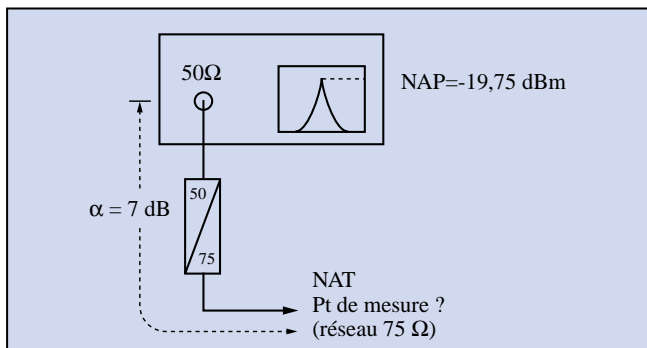 50Ω
NAP=-19,75 dBm
50
α = 7 dB
75
NAT
Pt de mesure ?
(réseau 75 Ω)